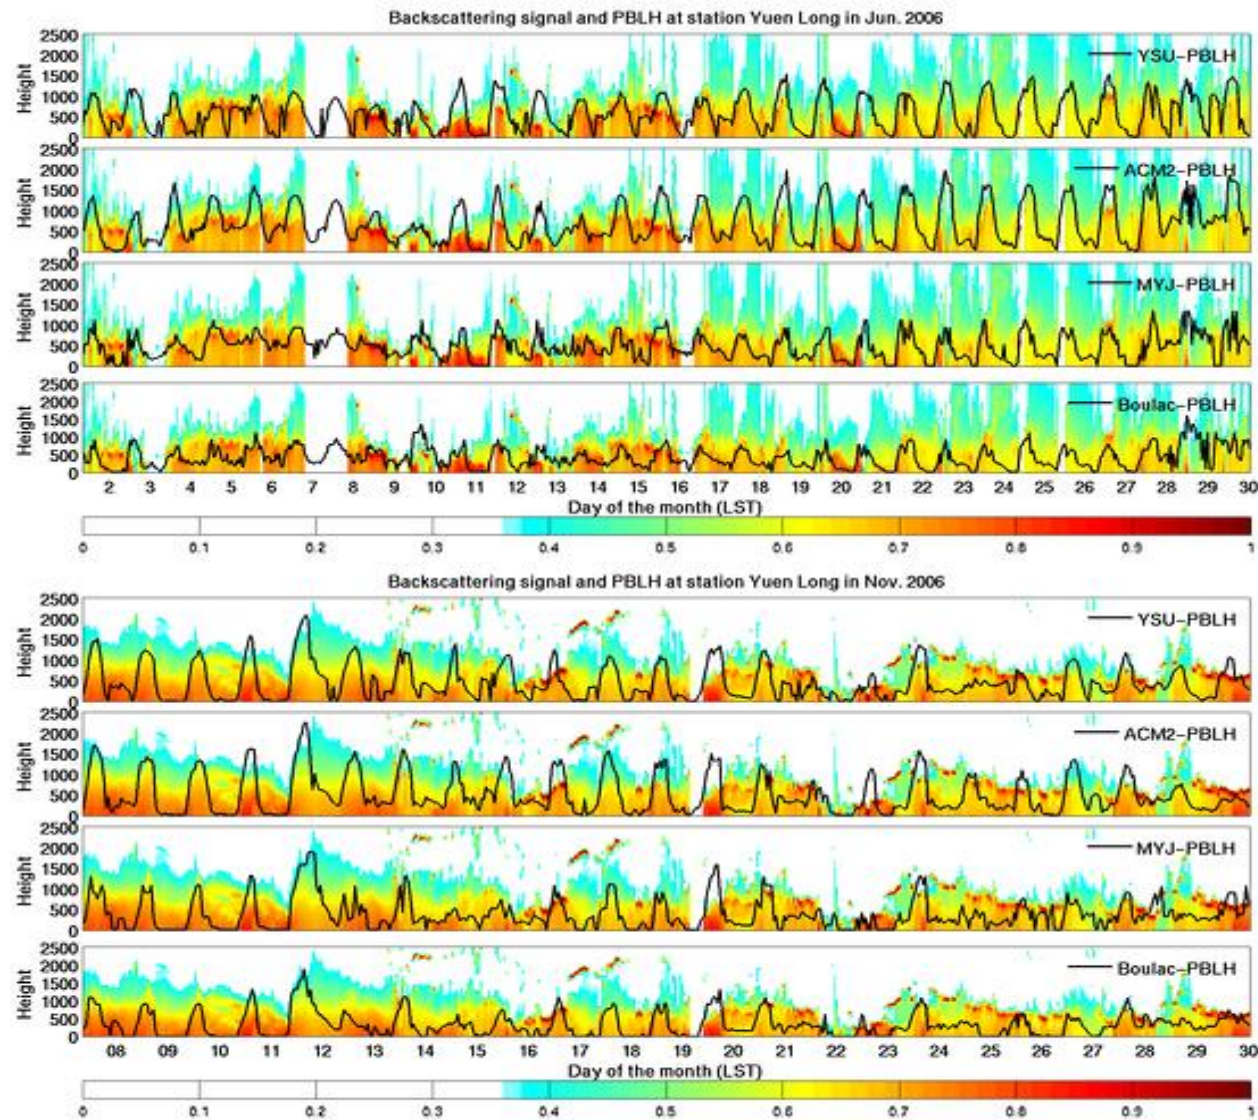 Backscattering signal and PBLH at station Yuen Long in Jun. 2006
2500
2000
1500
1000
500
0
Height
YSU-PBLH
2500
2000
1500
1000
500
0
Height
ACM2-PBLH
2500
2000
1500
1000
500
0
Height
MYJ-PBLH
2500
2000
1500
1000
500
0
Height
Boulac-PBLH
2 3 4 5 6 7 8 9 10 11 12 13 14 15 16 17 18 19 20 21 22 23 24 25 26 27 28 29 30
Day of the month (LST)
0 0.1 0.2 0.3 0.4 0.5 0.6 0.7 0.8 0.9 1
Backscattering signal and PBLH at station Yuen Long in Nov. 2006
2500
2000
1500
1000
500
0
Height
YSU-PBLH
2500
2000
1500
1000
500
0
Height
ACM2-PBLH
2500
2000
1500
1000
500
0
Height
MYJ-PBLH
2500
2000
1500
1000
500
0
Height
Boulac-PBLH
08 09 10 11 12 13 14 15 16 17 18 19 20 21 22 23 24 25 26 27 28 29 30
Day of the month (LST)
0 0.1 0.2 0.3 0.4 0.5 0.6 0.7 0.8 0.9 1